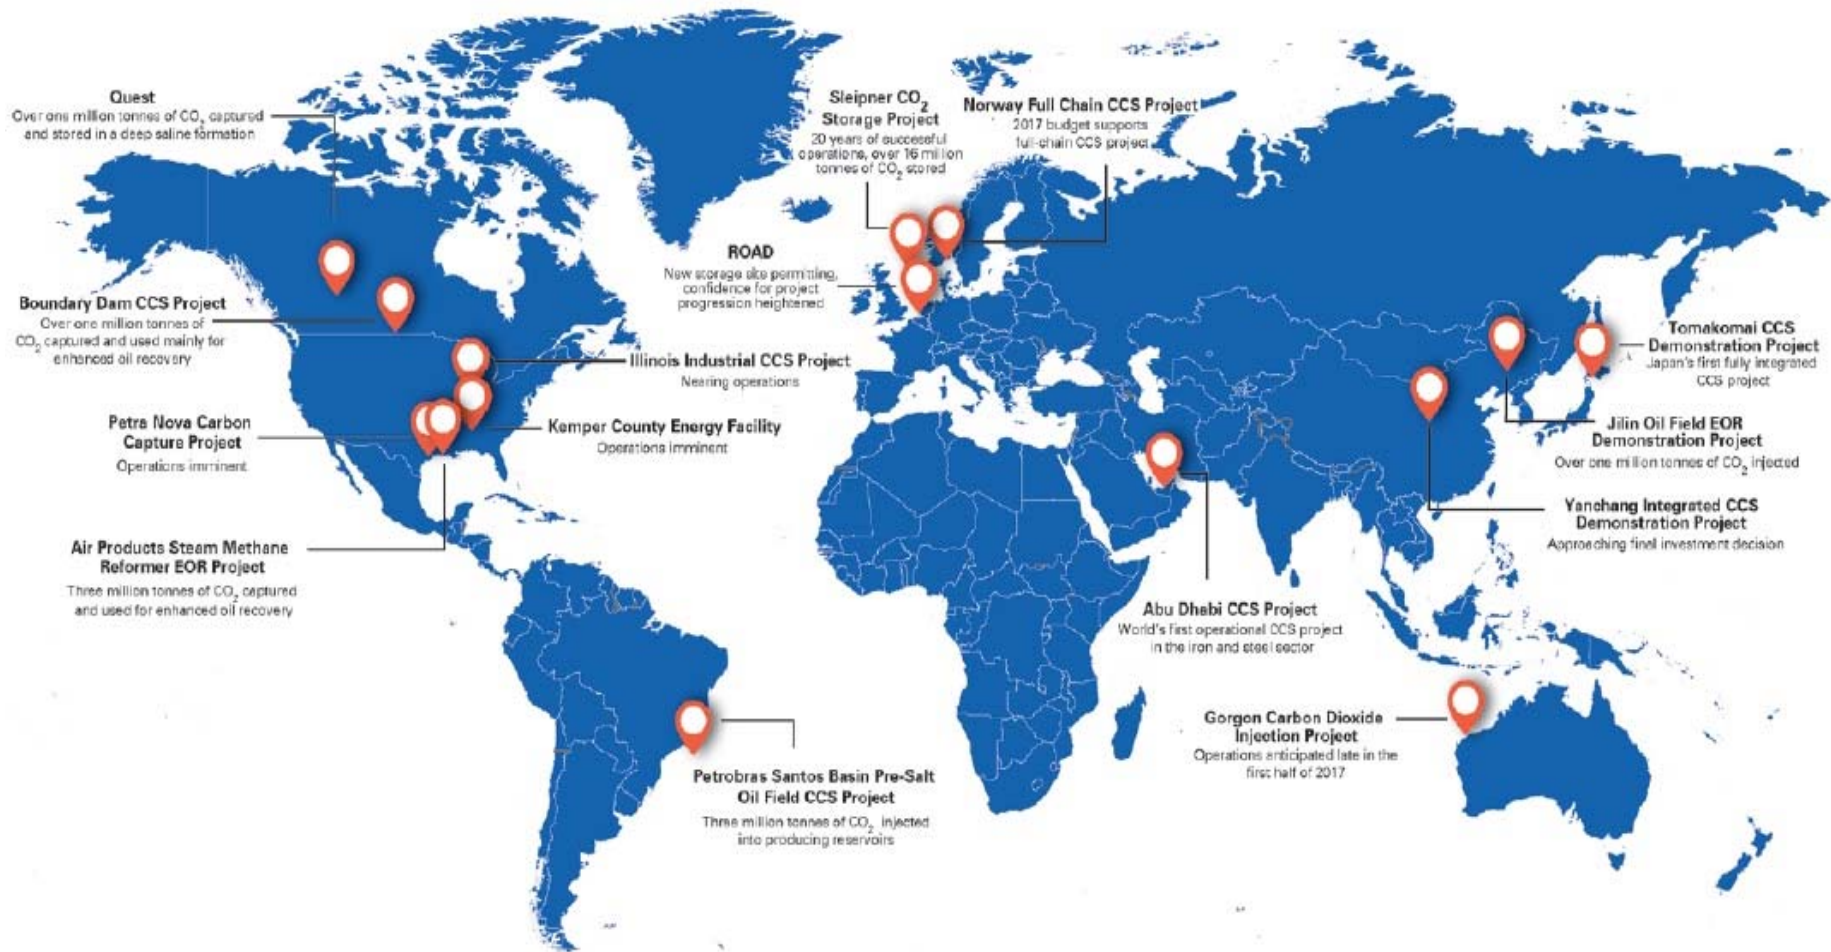 Quest
Over one million tonnes of CO₂ captured
and stored in a deep saline formation
Sleipner CO₂
Storage Project
20 years of successful
operations, over 16 million
tonnes of CO₂ stored
Norway Full Chain CCS Project
2017 budget supports
full-chain CCS project
ROAD
New storage site permitting,
confidence for project
progression heightened
Boundary Dam CCS Project
Over one million tonnes of
CO₂ captured and used mainly for
enhanced oil recovery
Illinois Industrial CCS Project
Nearing operations
Tomakomai CCS
Demonstration Project
Japan's first fully integrated
CCS project
Petra Nova Carbon
Capture Project
Operations imminent
Kemper County Energy Facility
Operations imminent
Jilin Oil Field EOR
Demonstration Project
Over one million tonnes of CO₂ injected
Yanchang Integrated CCS
Demonstration Project
Approaching final investment decision
Air Products Steam Methane
Reformer EOR Project
Three million tonnes of CO₂ captured
and used for enhanced oil recovery
Abu Dhabi CCS Project
World's first operational CCS project
in the iron and steel sector
Gorgon Carbon Dioxide
Injection Project
Operations anticipated late in the
first half of 2017
Petrobras Santos Basin Pre-Salt
Oil Field CCS Project
Three million tonnes of CO₂ injected
into producing reservoirs